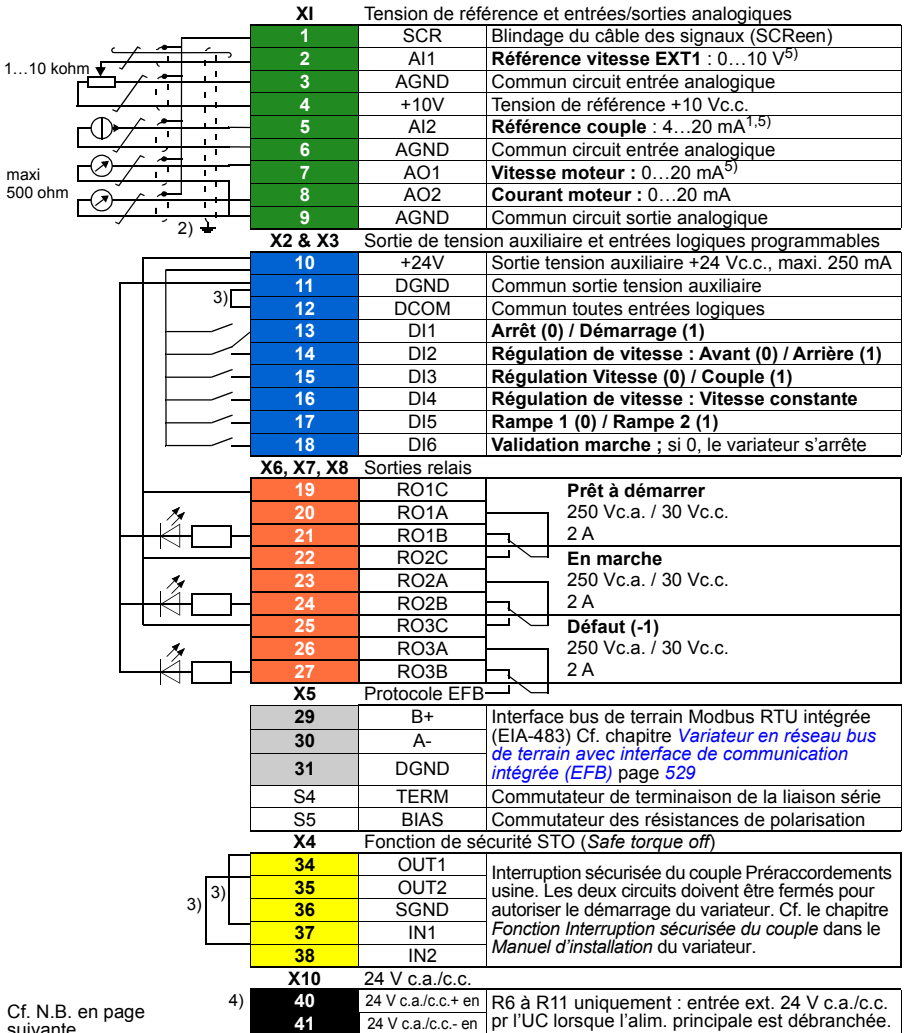 XI Tension de référence et entrées/sorties analogiques
1 SCR Blindage du câble des signaux (SCReen)
2 AI1 Référence vitesse EXT1 : 0…10 V5)
1…10 kohm
3 AGND Commun circuit entrée analogique
4 +10V Tension de référence +10 Vc.c.
5 AI2 Référence couple : 4…20 mA1,5)
6 AGND Commun circuit entrée analogique
7 AO1 Vitesse moteur : 0…20 mA5)
maxi
500 ohm
8 AO2 Courant moteur : 0…20 mA
9 AGND Commun circuit sortie analogique
2)
X2 & X3 Sortie de tension auxiliaire et entrées logiques programmables
10 +24V Sortie tension auxiliaire +24 Vc.c., maxi. 250 mA
11 DGND Commun sortie tension auxiliaire
3)
12 DCOM Commun toutes entrées logiques
13 DI1 Arrêt (0) / Démarrage (1)
14 DI2 Régulation de vitesse : Avant (0) / Arrière (1)
15 DI3 Régulation Vitesse (0) / Couple (1)
16 DI4 Régulation de vitesse : Vitesse constante
17 DI5 Rampe 1 (0) / Rampe 2 (1)
18 DI6 Validation marche ; si 0, le variateur s'arrête
X6, X7, X8 Sorties relais
19 RO1C Prêt à démarrer
20 RO1A 250 Vc.a. / 30 Vc.c.
21 RO1B 2 A
22 RO2C En marche
23 RO2A 250 Vc.a. / 30 Vc.c.
24 RO2B 2 A
25 RO3C Défaut (-1)
26 RO3A 250 Vc.a. / 30 Vc.c.
27 RO3B 2 A
X5 Protocole EFB
29 B+ Interface bus de terrain Modbus RTU intégrée
30 A- (EIA-483) Cf. chapitre Variateur en réseau bus
de terrain avec interface de communication
31 DGND intégrée (EFB) page 529
S4 TERM Commutateur de terminaison de la liaison série
S5 BIAS Commutateur des résistances de polarisation
X4 Fonction de sécurité STO (Safe torque off)
34 OUT1 Interruption sécurisée du couple Préraccordements
35 OUT2 usine. Les deux circuits doivent être fermés pour
3)
3)
36 SGND autoriser le démarrage du variateur. Cf. le chapitre
37 IN1 Fonction Interruption sécurisée du couple dans le
38 IN2 Manuel d'installation du variateur.
X10 24 V c.a./c.c.
4) 40 24 V c.a./c.c.+ en R6 à R11 uniquement : entrée ext. 24 V c.a./c.c.
41 24 V c.a./c.c.- en pr l'UC lorsque l'alim. principale est débranchée.
Cf. N.B. en page
suivante